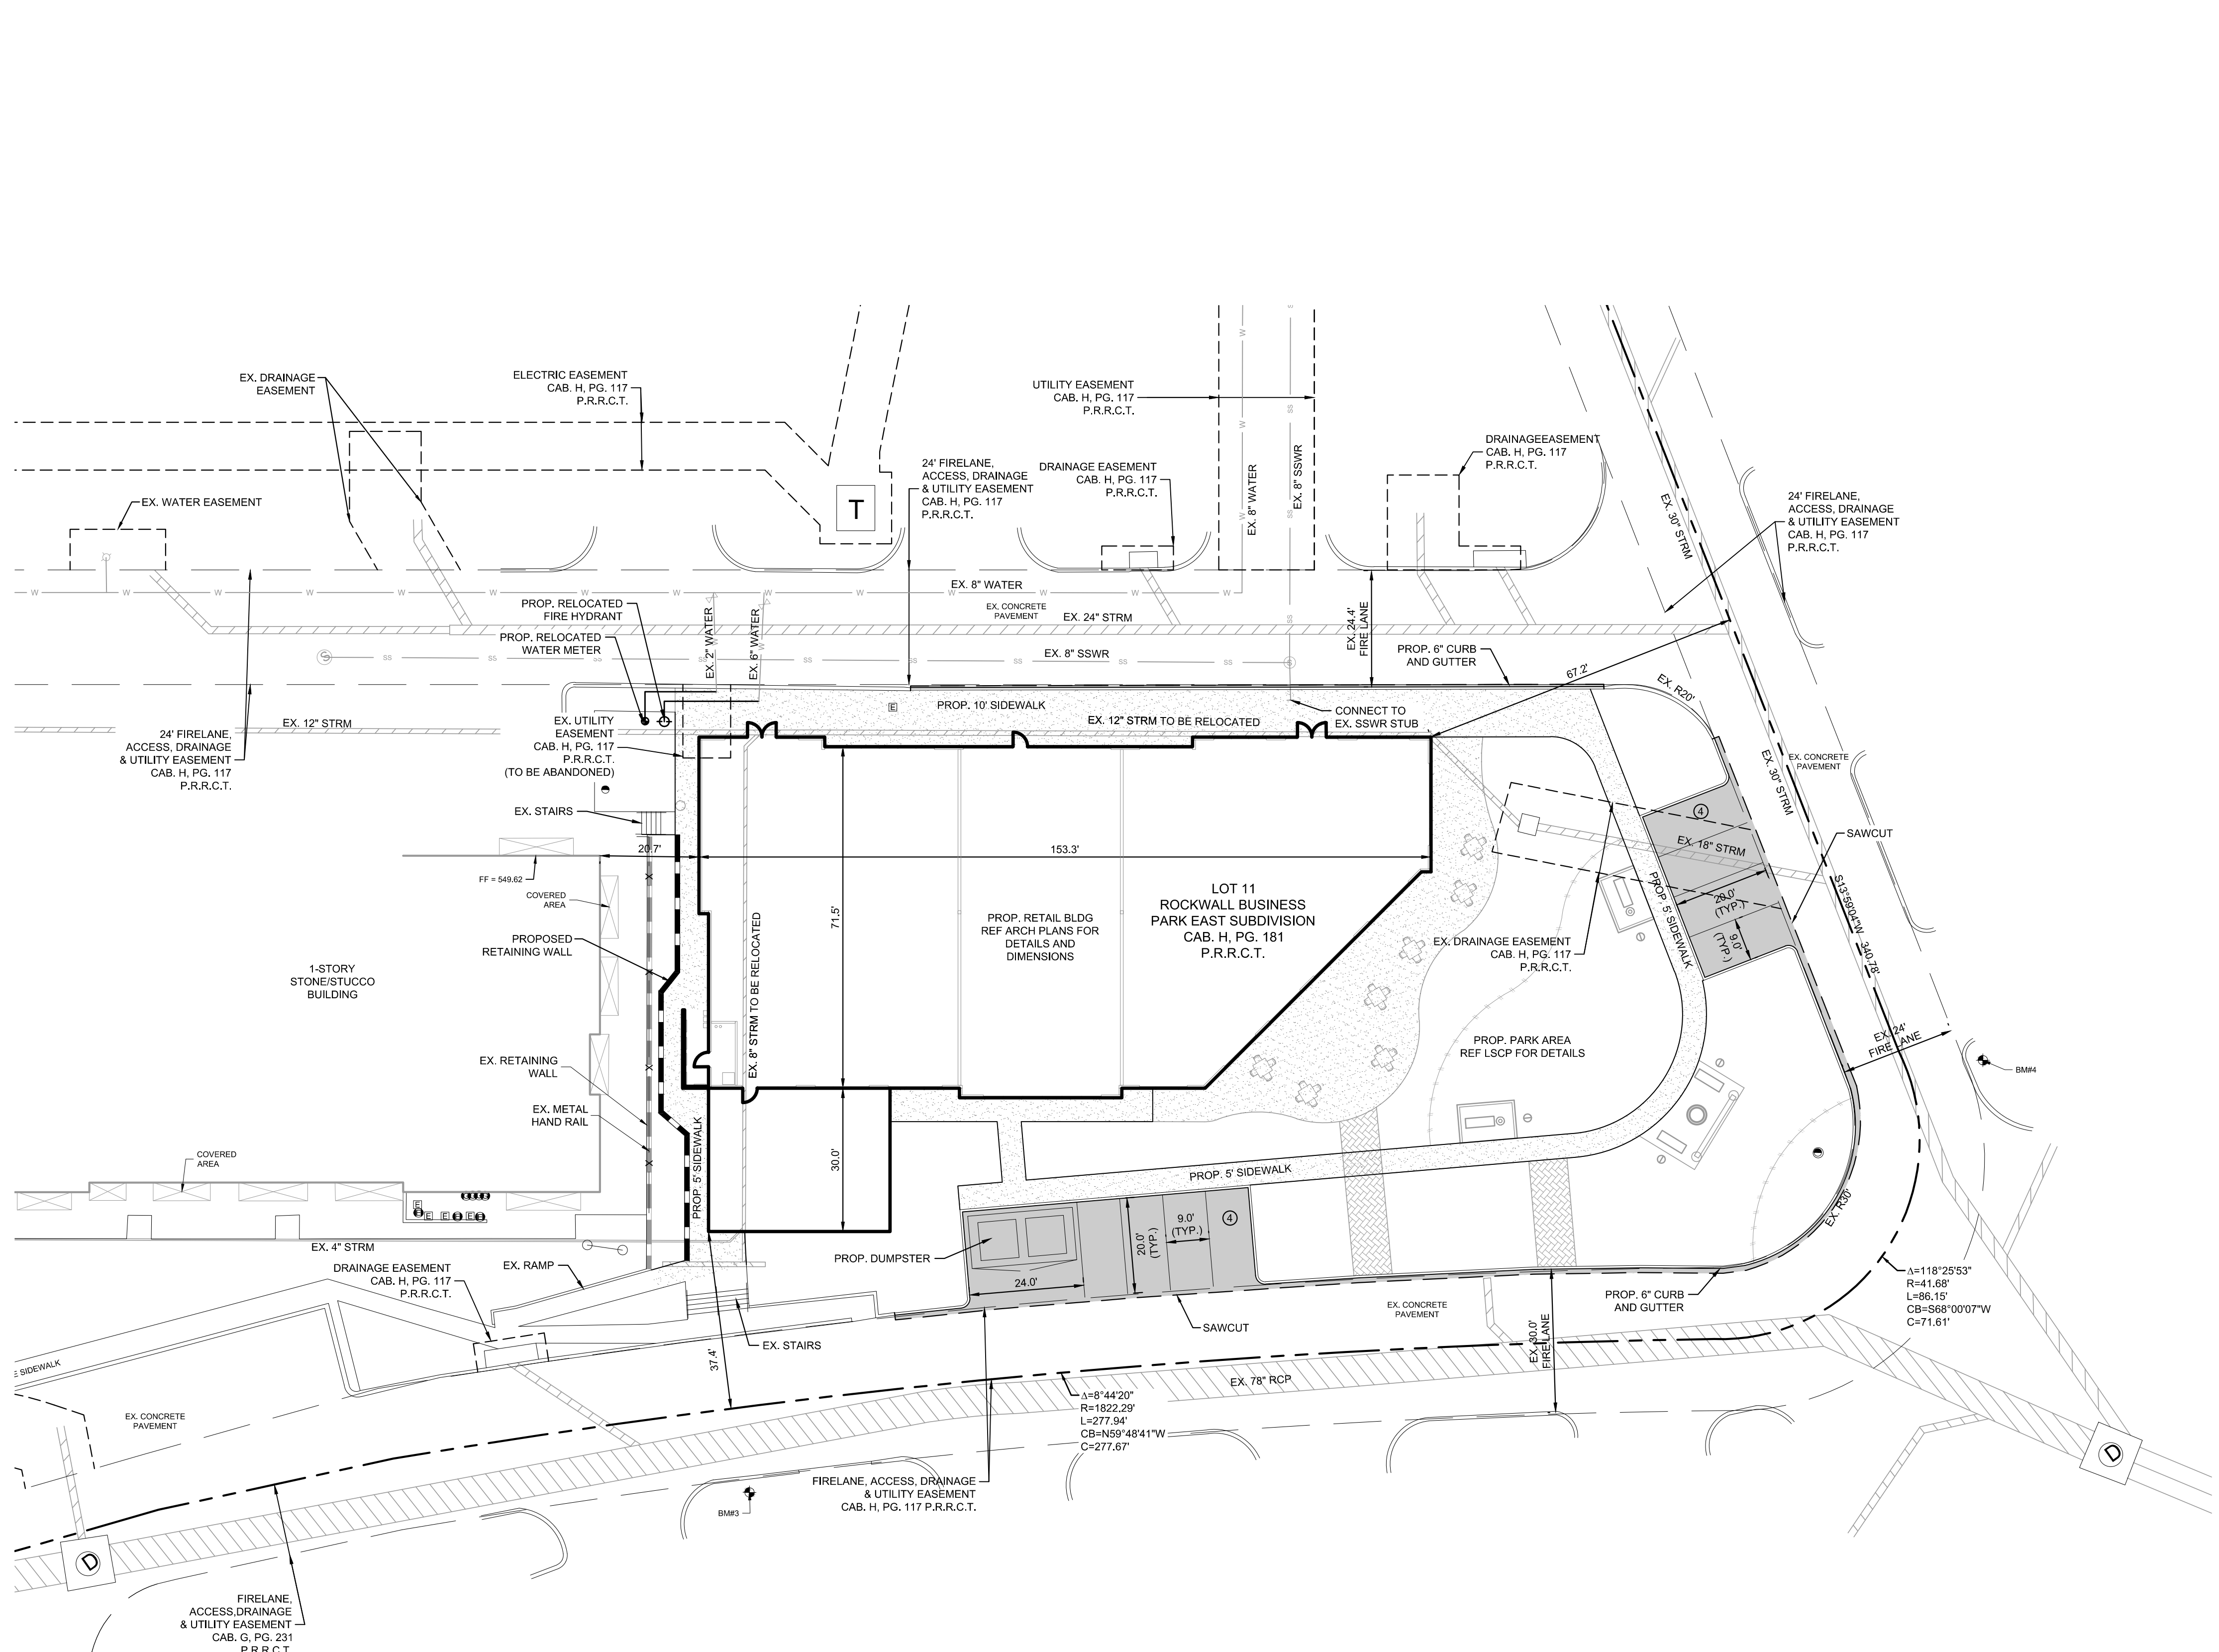 EX. DRAINAGE
EASEMENT
ELECTRIC EASEMENT
CAB. H, PG. 117
P.R.R.C.T.
UTILITY EASEMENT
CAB. H, PG. 117
P.R.R.C.T.
EX. WATER EASEMENT
T
24' FIRELANE,
ACCESS, DRAINAGE
& UTILITY EASEMENT
CAB. H, PG. 117
P.R.R.C.T.
DRAINAGE EASEMENT
CAB. H, PG. 117
P.R.R.C.T.
EX. 8" WATER
EX. 8" SSWR
DRAINAGEEASEMENT
CAB. H, PG. 117
P.R.R.C.T.
EX. 30" STRM
24' FIRELANE,
ACCESS, DRAINAGE
& UTILITY EASEMENT
CAB. H, PG. 117
P.R.R.C.T.
EX. 8" WATER
EX. CONCRETE
PAVEMENT
EX. 24" STRM
PROP. RELOCATED
FIRE HYDRANT
PROP. RELOCATED
WATER METER
EX. 2" WATER
EX. 6" WATER
EX. 8" SSWR
EX. 24.4'
FIRE LANE
PROP. 6" CURB
AND GUTTER
67.2'
EX. R20'
EX. 12" STRM
24' FIRELANE,
ACCESS, DRAINAGE
& UTILITY EASEMENT
CAB. H, PG. 117
P.R.R.C.T.
EX. UTILITY
EASEMENT
CAB. H, PG. 117
P.R.R.C.T.
(TO BE ABANDONED)
E
PROP. 10' SIDEWALK
EX. 12" STRM TO BE RELOCATED
CONNECT TO
EX. SSWR STUB
EX. 30" STRM
EX. CONCRETE
PAVEMENT
EX. STAIRS
4
SAWCUT
EX. 18" STRM
20.7'
153.3'
FF = 549.62
COVERED
AREA
71.5'
EX. 8" STRM TO BE RELOCATED
PROP. RETAIL BLDG
REF ARCH PLANS FOR
DETAILS AND
DIMENSIONS
LOT 11
ROCKWALL BUSINESS
PARK EAST SUBDIVISION
CAB. H, PG. 181
P.R.R.C.T.
PROP. 5' SIDEWALK
20.0'
(TYP.)
9.0'
(TYP.)
S13°59'04"W 340.78'
PROPOSED
RETAINING WALL
EX. DRAINAGE EASEMENT
CAB. H, PG. 117
P.R.R.C.T.
1-STORY
STONE/STUCCO
BUILDING
EX. RETAINING
WALL
EX. METAL
HAND RAIL
PROP. PARK AREA
REF LSCP FOR DETAILS
EX. 24'
FIRE LANE
BM#4
COVERED
AREA
PROP. 5' SIDEWALK
30.0'
PROP. 5' SIDEWALK
EX. R30'
E
E
E
E
EX. 4" STRM
PROP. DUMPSTER
20.0'
(TYP.)
9.0'
(TYP.)
4
24.0'
DRAINAGE EASEMENT
CAB. H, PG. 117
P.R.R.C.T.
EX. RAMP
EX. STAIRS
SAWCUT
EX. CONCRETE
PAVEMENT
PROP. 6" CURB
AND GUTTER
Δ=118°25'53"
R=41.68'
L=86.15'
CB=S68°00'07"W
C=71.61'
37.4'
EX. 30.0'
FIRELANE
EX. 78" RCP
SIDEWALK
EX. CONCRETE
PAVEMENT
Δ=8°44'20"
R=1822.29'
L=277.94'
CB=N59°48'41"W
C=277.67'
FIRELANE, ACCESS, DRAINAGE
& UTILITY EASEMENT
CAB. H, PG. 117 P.R.R.C.T.
BM#3
D
D
FIRELANE,
ACCESS,DRAINAGE
& UTILITY EASEMENT
CAB. G, PG. 231
P.R.R.C.T.